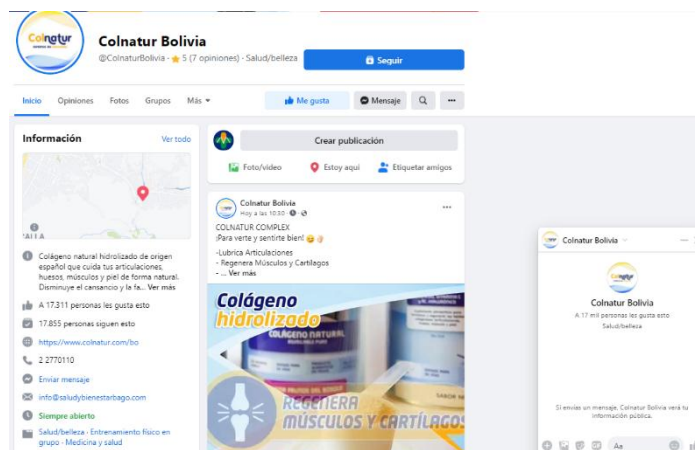 Colnatur
Colnatur Bolivia
@ColnaturBolivia · 5 (7 opiniones) · Salud/belleza
Seguir
Inicio Opiniones Fotos Grupos Más
Me gusta Mensaje
Información Ver todo
Colágeno natural hidrolizado de origen
español que cuida tus articulaciones,
huesos, músculos y piel de forma natural.
Disminuye el cansancio y la fa... Ver más
A 17.311 personas les gusta esto
17.855 personas siguen esto
https://www.colnatur.com/bo
2 2770110
Enviar mensaje
info@saludybienestarbago.com
Siempre abierto
Salud/belleza · Entrenamiento físico en
grupo · Medicina y salud
Crear publicación
Foto/video Estoy aquí Etiquetar amigos
Colnatur Bolivia
Hoy a las 10:30
COLNATUR COMPLEX
¡Para verte y sentirte bien!
-Lubrica Articulaciones
- Regenera Músculos y Cartílagos
- ... Ver más
Colágeno
hidrolizado
COLÁGENO NATURAL
REGENERA
MÚSCULOS Y CARTÍLAGOS
Colnatur Bolivia
Colnatur
Colnatur Bolivia
A 17 mil personas les gusta esto
Salud/belleza
Si envías un mensaje, Colnatur Bolivia verá tu
información pública.
Aa